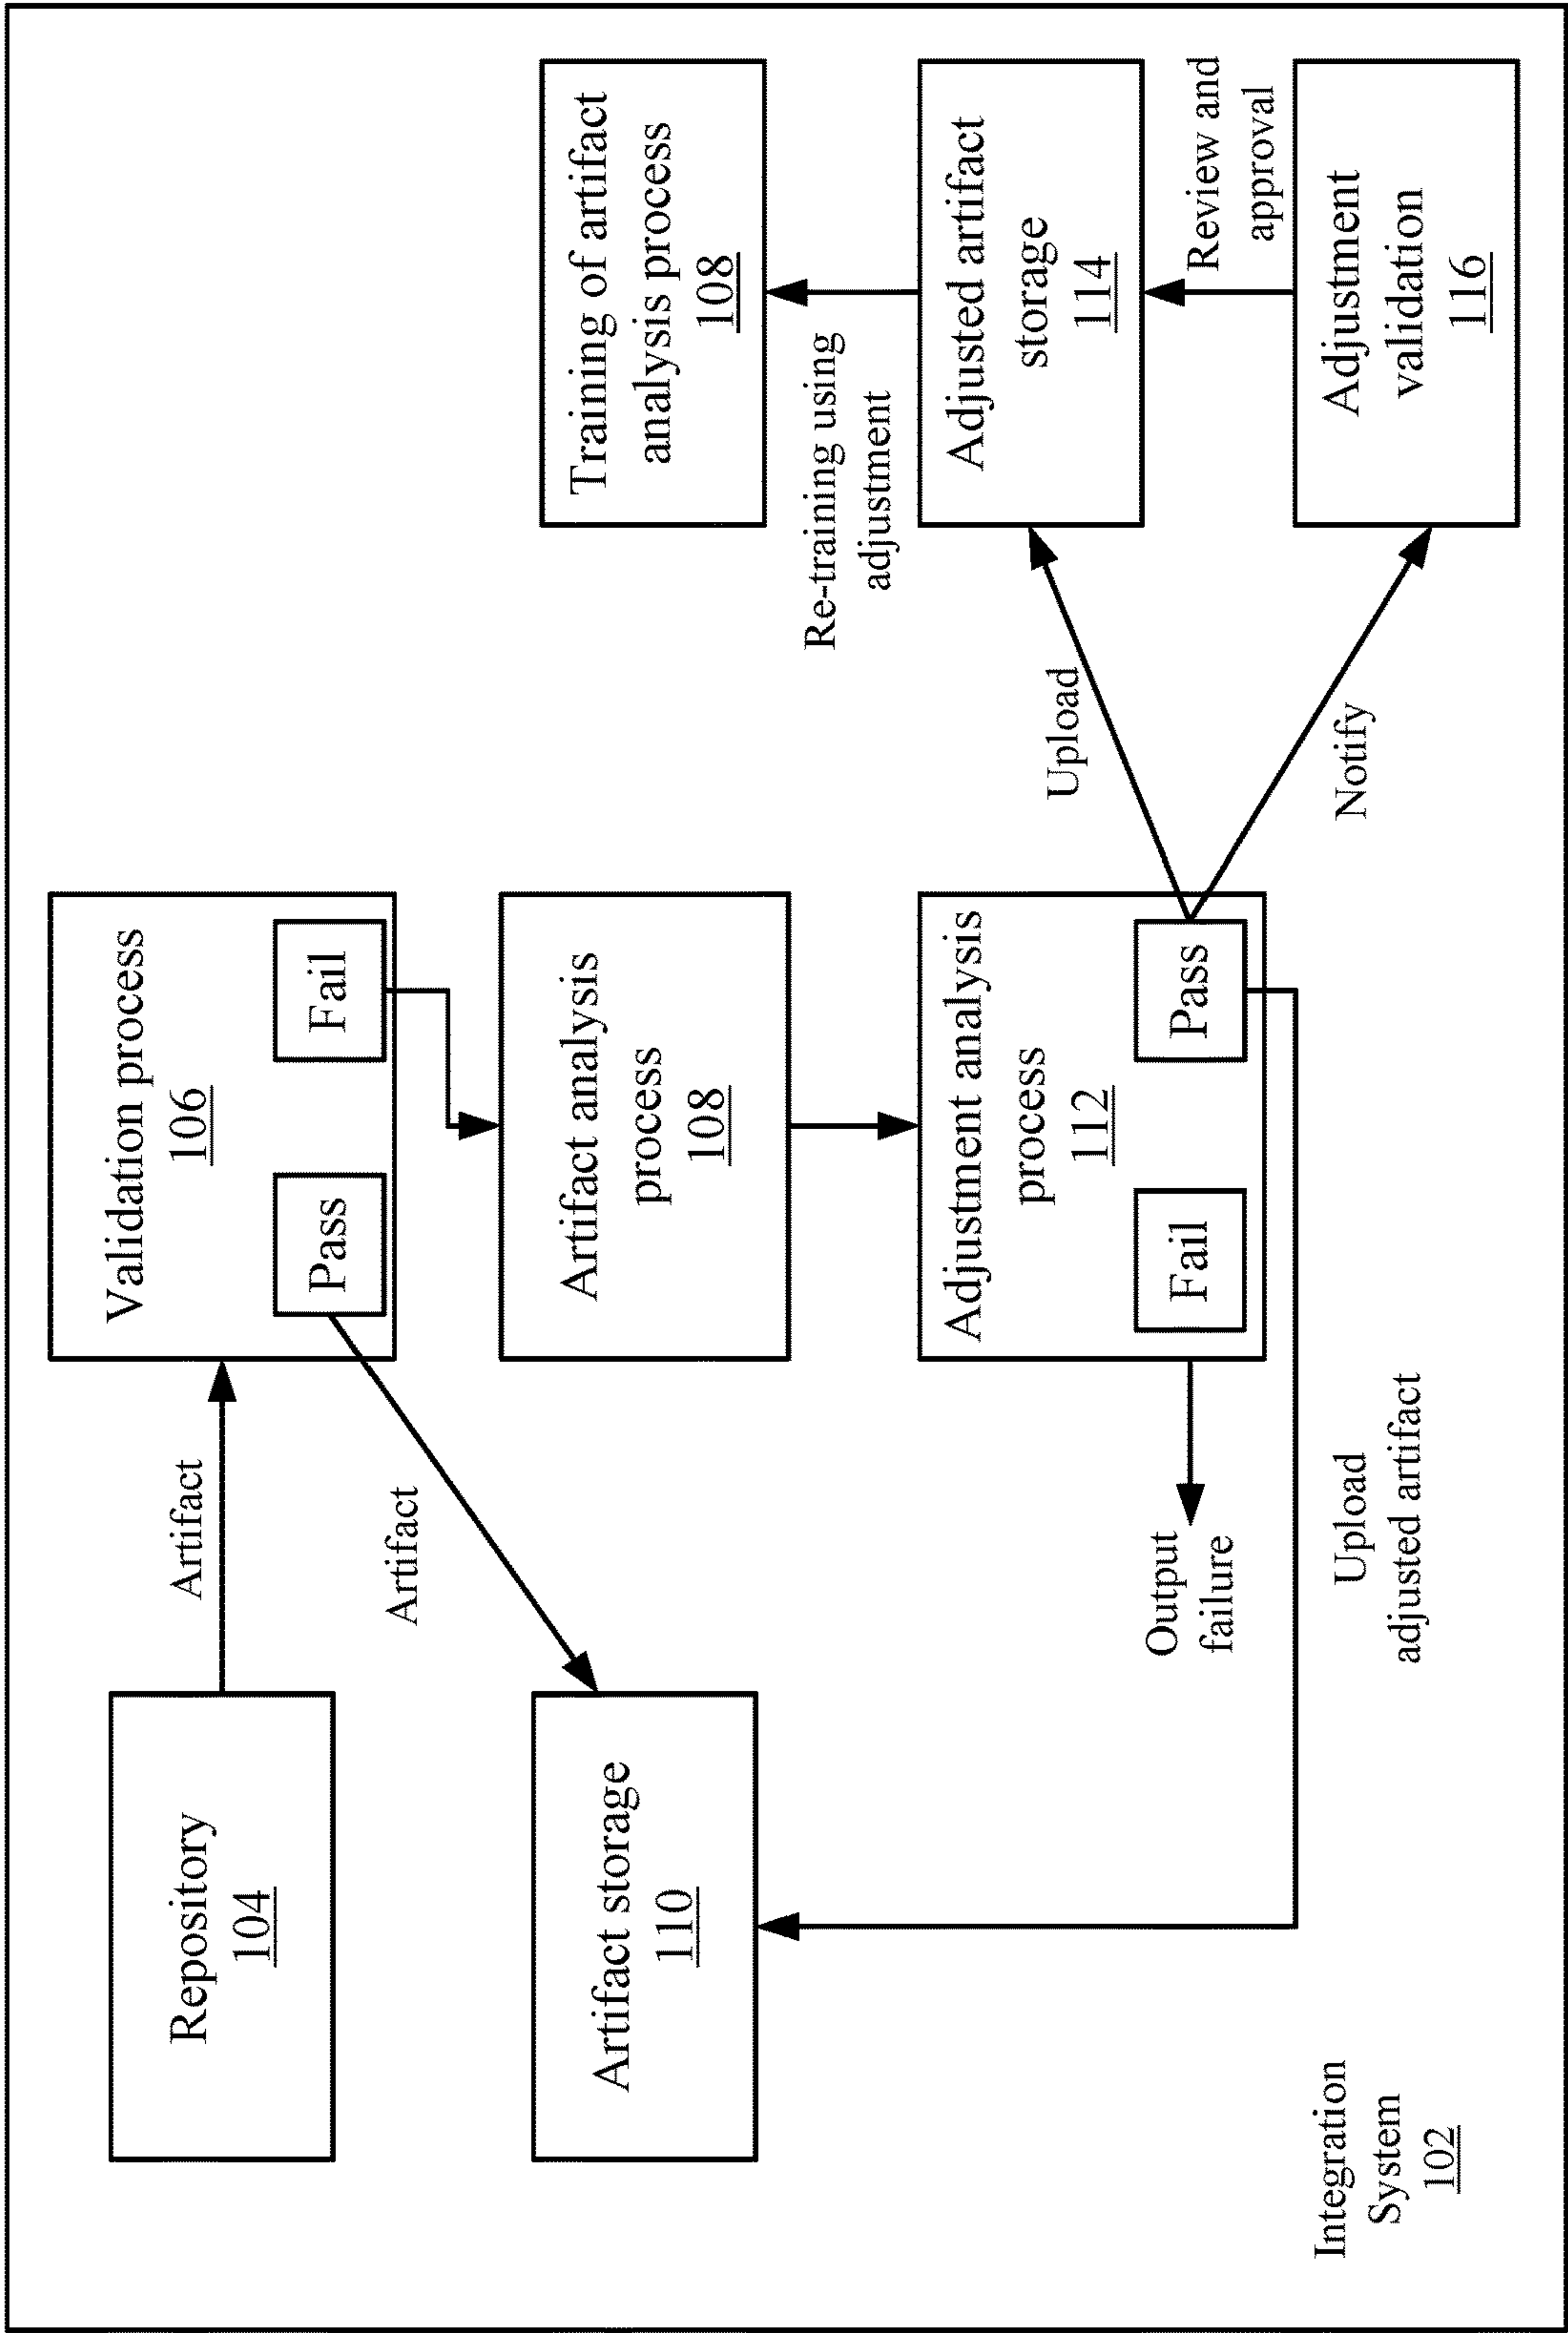 Repository
104
Artifact
Validation process
106
Pass
Fail
Artifact
Artifact storage
110
Artifact analysis
process
108
Training of artifact
analysis process
108
Re-training using
adjustment
Adjustment analysis
process
112
Fail
Pass
Output
failure
Upload
adjusted artifact
Upload
Notify
Adjusted artifact
storage
114
Review and
approval
Adjustment
validation
116
Integration
System
102